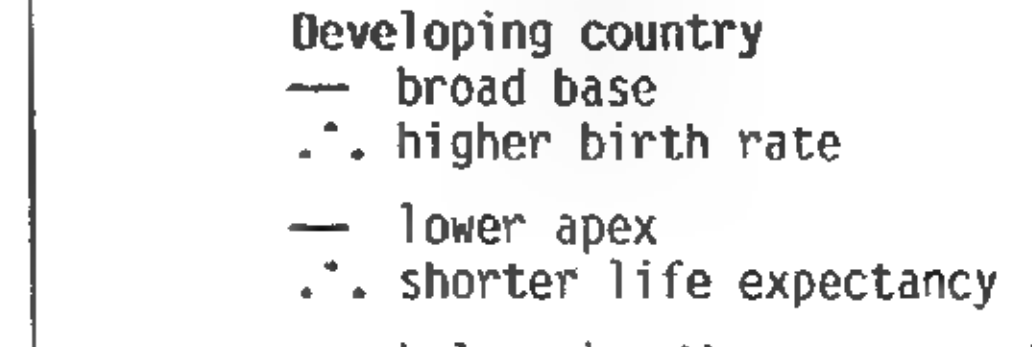 Developing country
— broad base
∴ higher birth rate
— lower apex
∴ shorter life expectancy